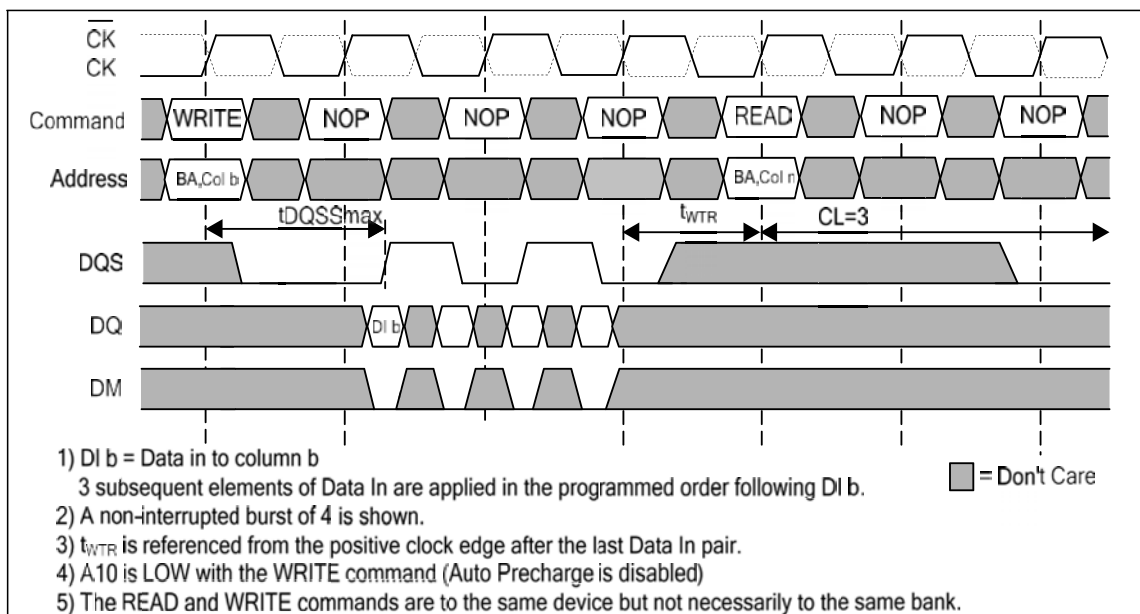 CK
CK
Command WRITE NOP NOP NOP READ NOP NOP
Address BA,Col b BA,Col n
tDQSSmax tWTR CL=3
DQS
DQ DI b
DM
1) DI b = Data in to column b
3 subsequent elements of Data In are applied in the programmed order following DI b.
= Don't Care
2) A non-interrupted burst of 4 is shown.
3) tWTR is referenced from the positive clock edge after the last Data In pair.
4) A10 is LOW with the WRITE command (Auto Precharge is disabled)
5) The READ and WRITE commands are to the same device but not necessarily to the same bank.